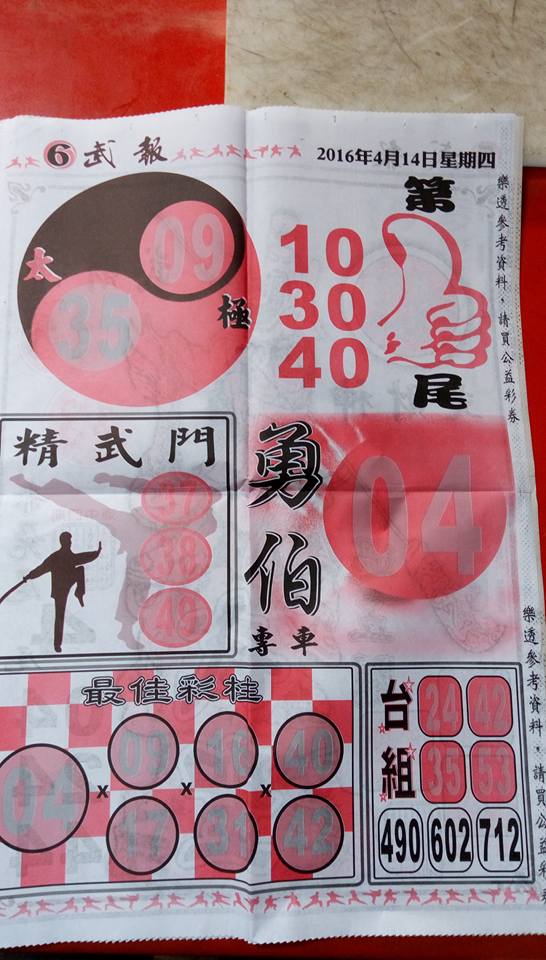 6 武報
2016年4月14日星期四
太極
09
35
第尾
10
30
40
樂透參考資料，請買公益彩券
精武門
37
38
49
勇伯
專車
04
樂透參考資料，請買公益彩券
最佳彩柱
04 x 09 x 16 x 40
17 31 42
台組
24 42
35 53
490 602 712